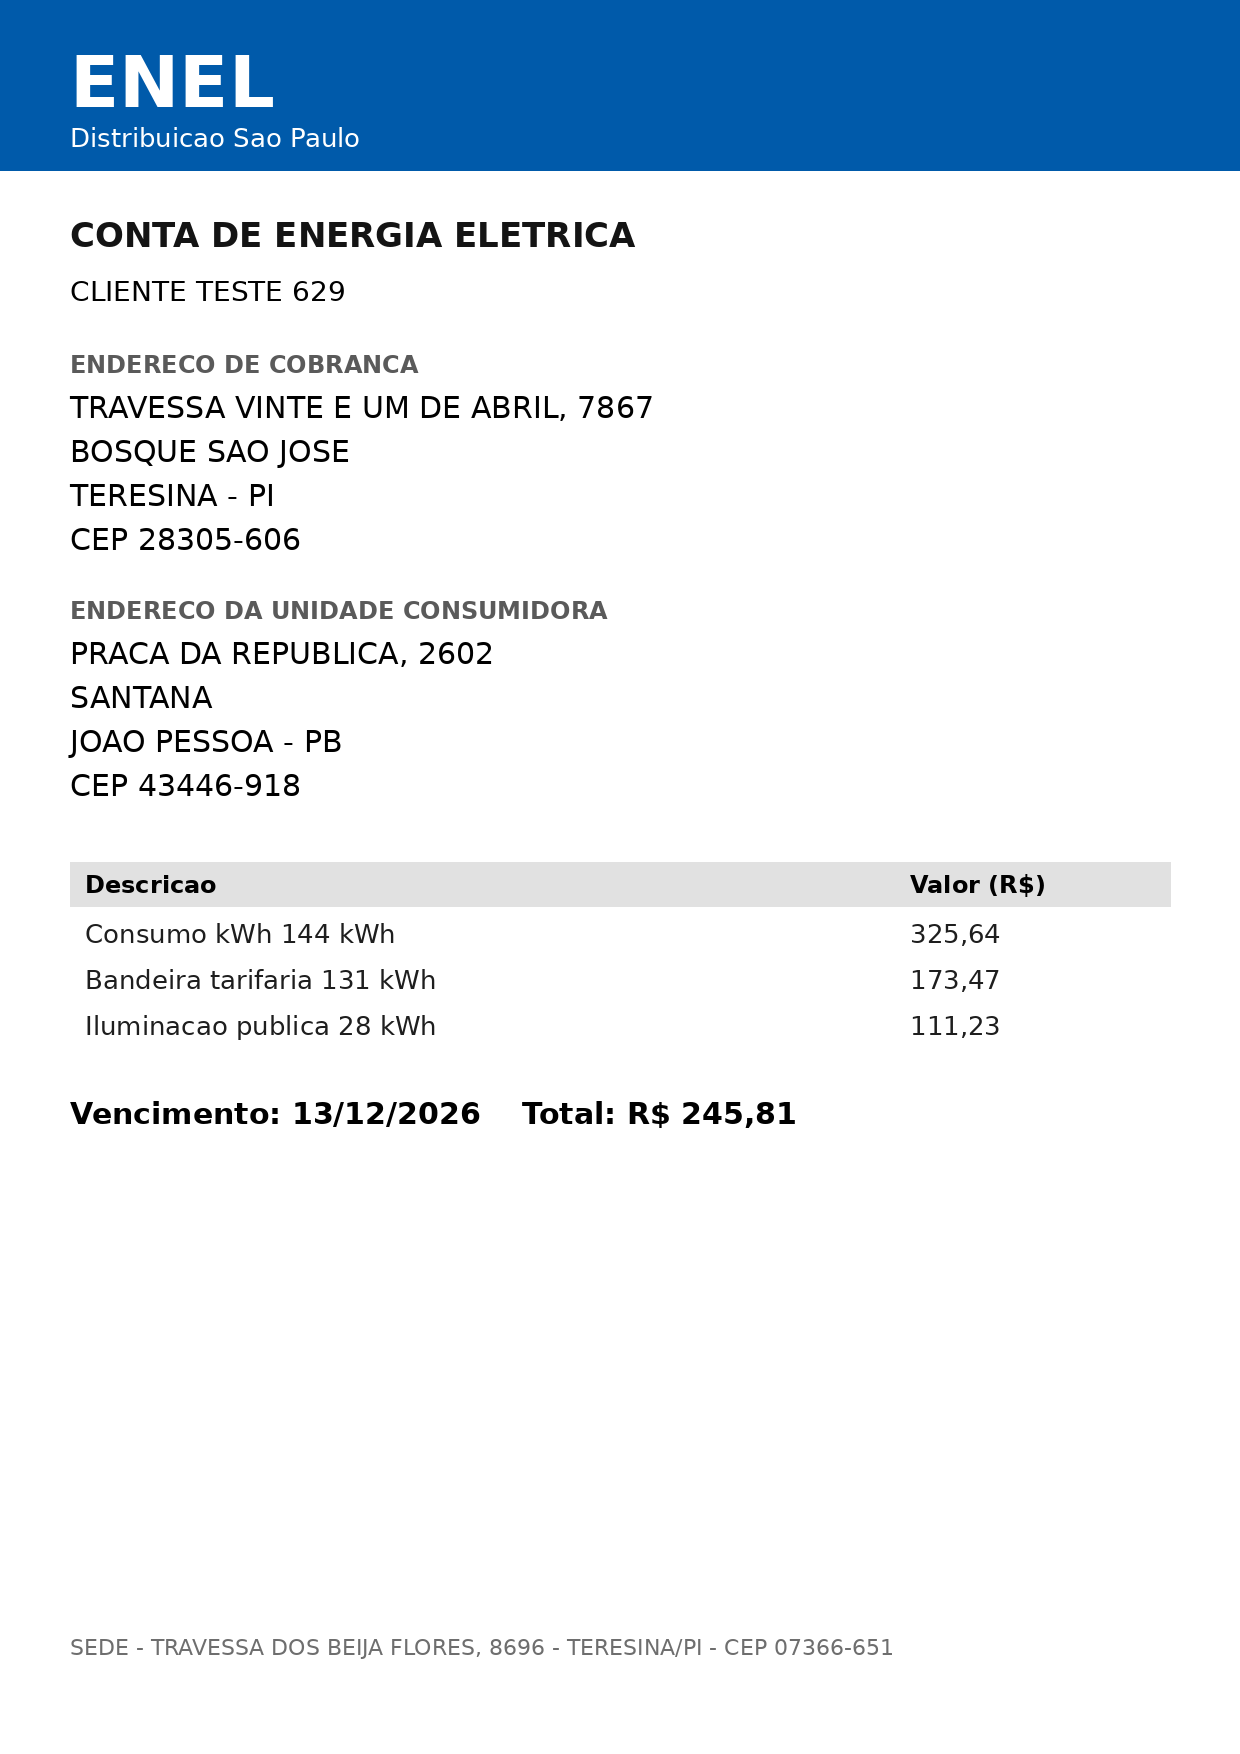 ENEL
Distribuicao Sao Paulo
CONTA DE ENERGIA ELETRICA
CLIENTE TESTE 629
ENDERECO DE COBRANCA
TRAVESSA VINTE E UM DE ABRIL, 7867
BOSQUE SAO JOSE
TERESINA - PI
CEP 28305-606
ENDERECO DA UNIDADE CONSUMIDORA
PRACA DA REPUBLICA, 2602
SANTANA
JOAO PESSOA - PB
CEP 43446-918
Descricao Valor (R$)
Consumo kWh 144 kWh 325,64
Bandeira tarifaria 131 kWh 173,47
Iluminacao publica 28 kWh 111,23
Vencimento: 13/12/2026 Total: R$ 245,81
SEDE - TRAVESSA DOS BEIJA FLORES, 8696 - TERESINA/PI - CEP 07366-651